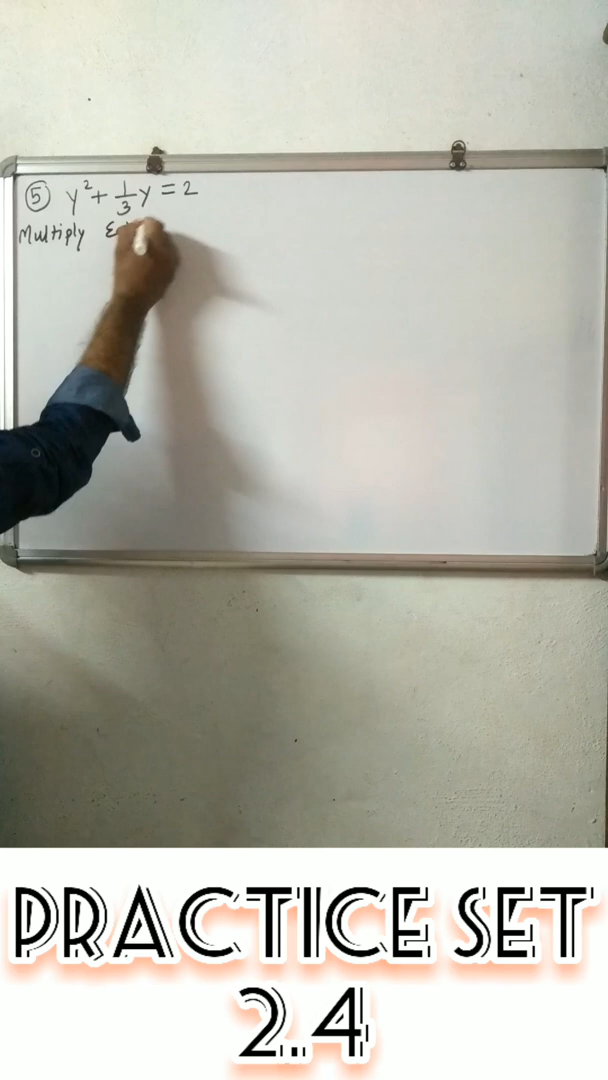 ⑤ y² + 1/3 y = 2
Multiply
PRACTICE SET
2.4